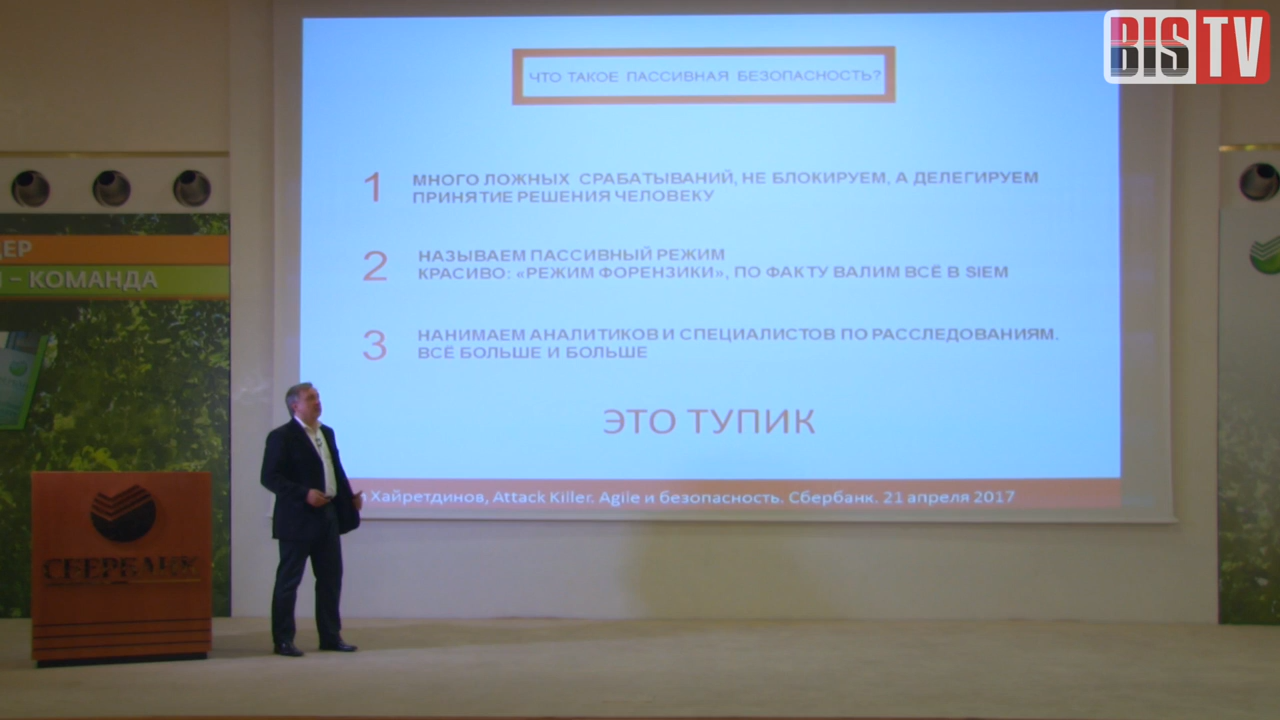 BIS TV
ЧТО ТАКОЕ ПАССИВНАЯ БЕЗОПАСНОСТЬ?
1 МНОГО ЛОЖНЫХ СРАБАТЫВАНИЙ, НЕ БЛОКИРУЕМ, А ДЕЛЕГИРУЕМ
ПРИНЯТИЕ РЕШЕНИЯ ЧЕЛОВЕКУ
2 НАЗЫВАЕМ ПАССИВНЫЙ РЕЖИМ
КРАСИВО: «РЕЖИМ ФОРЕНЗИКИ», ПО ФАКТУ ВАЛИМ ВСЁ В SIEM
3 НАНИМАЕМ АНАЛИТИКОВ И СПЕЦИАЛИСТОВ ПО РАССЛЕДОВАНИЯМ.
ВСЁ БОЛЬШЕ И БОЛЬШЕ
ЭТО ТУПИК
й Хайретдинов, Attack Killer. Agile и безопасность. Сбербанк. 21 апреля 2017
ДЕР
– КОМАНДА
СБЕРБАНК